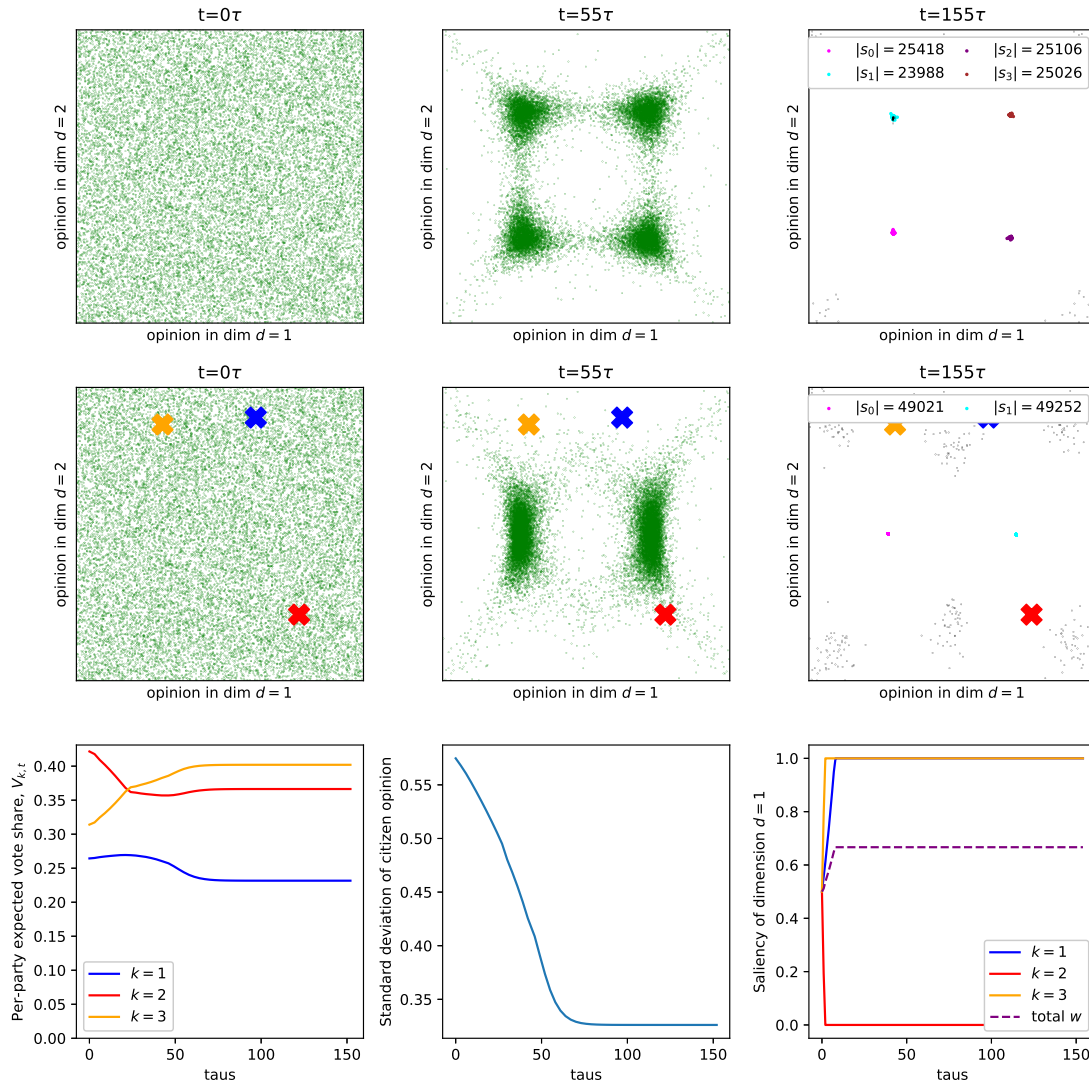 t=0τ
t=55τ
t=155τ
opinion in dim d = 2
opinion in dim d = 2
opinion in dim d = 2
|s₀| = 25418
|s₂| = 25106
|s₁| = 23988
|s₃| = 25026
opinion in dim d = 1
opinion in dim d = 1
opinion in dim d = 1
t=0τ
t=55τ
t=155τ
opinion in dim d = 2
opinion in dim d = 2
opinion in dim d = 2
|s₀| = 49021
|s₁| = 49252
opinion in dim d = 1
opinion in dim d = 1
opinion in dim d = 1
Per-party expected vote share, Vₖ,ₜ
0.40
0.35
0.30
0.25
0.20
0.15
0.10
0.05
0.00
k = 1
k = 2
k = 3
0
50
100
150
taus
Standard deviation of citizen opinion
0.55
0.50
0.45
0.40
0.35
0
50
100
150
taus
Saliency of dimension d = 1
1.0
0.8
0.6
0.4
0.2
0.0
k = 1
k = 2
k = 3
total w
0
50
100
150
taus